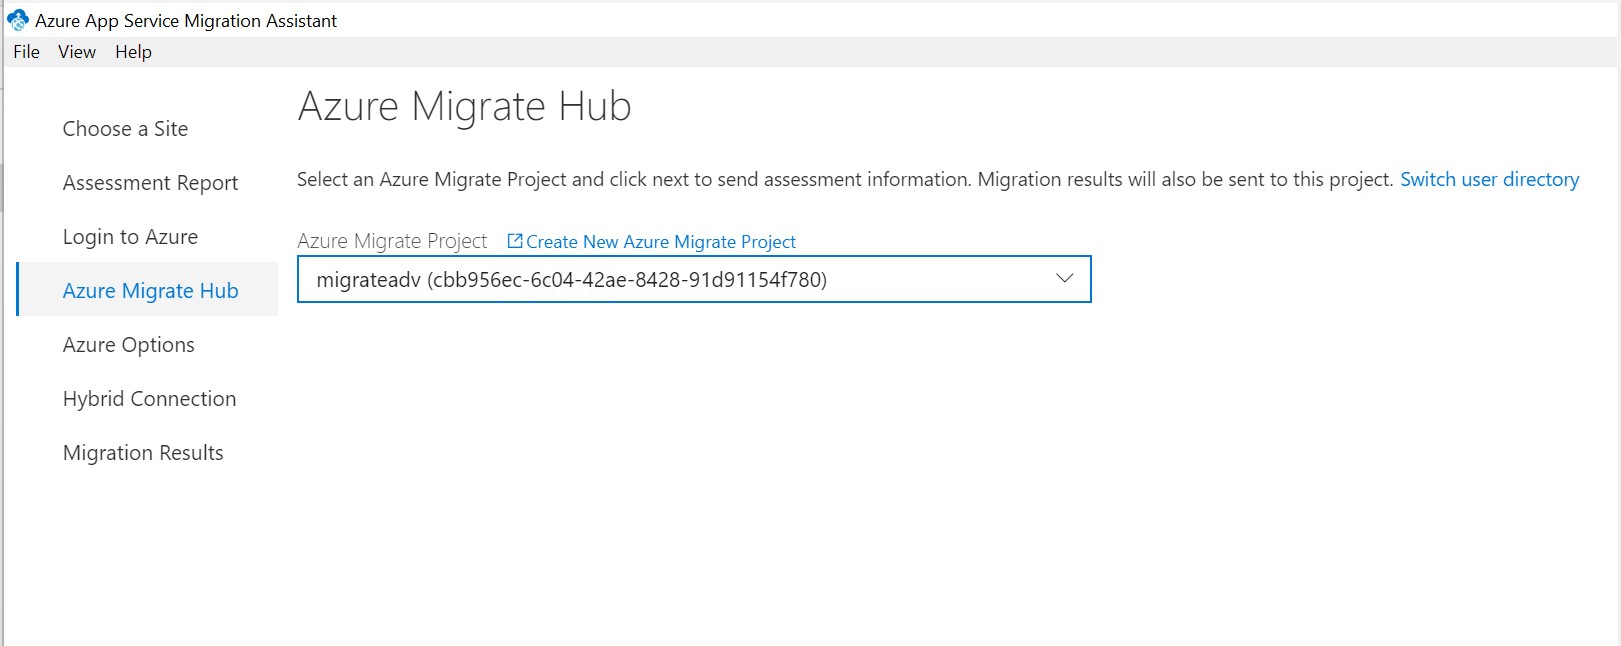 Azure App Service Migration Assistant
File View Help
Azure Migrate Hub
Choose a Site
Assessment Report
Login to Azure
Azure Migrate Hub
Azure Options
Hybrid Connection
Migration Results
Select an Azure Migrate Project and click next to send assessment information. Migration results will also be sent to this project. Switch user directory
Azure Migrate Project Create New Azure Migrate Project
migrateadv (cbb956ec-6c04-42ae-8428-91d91154f780)